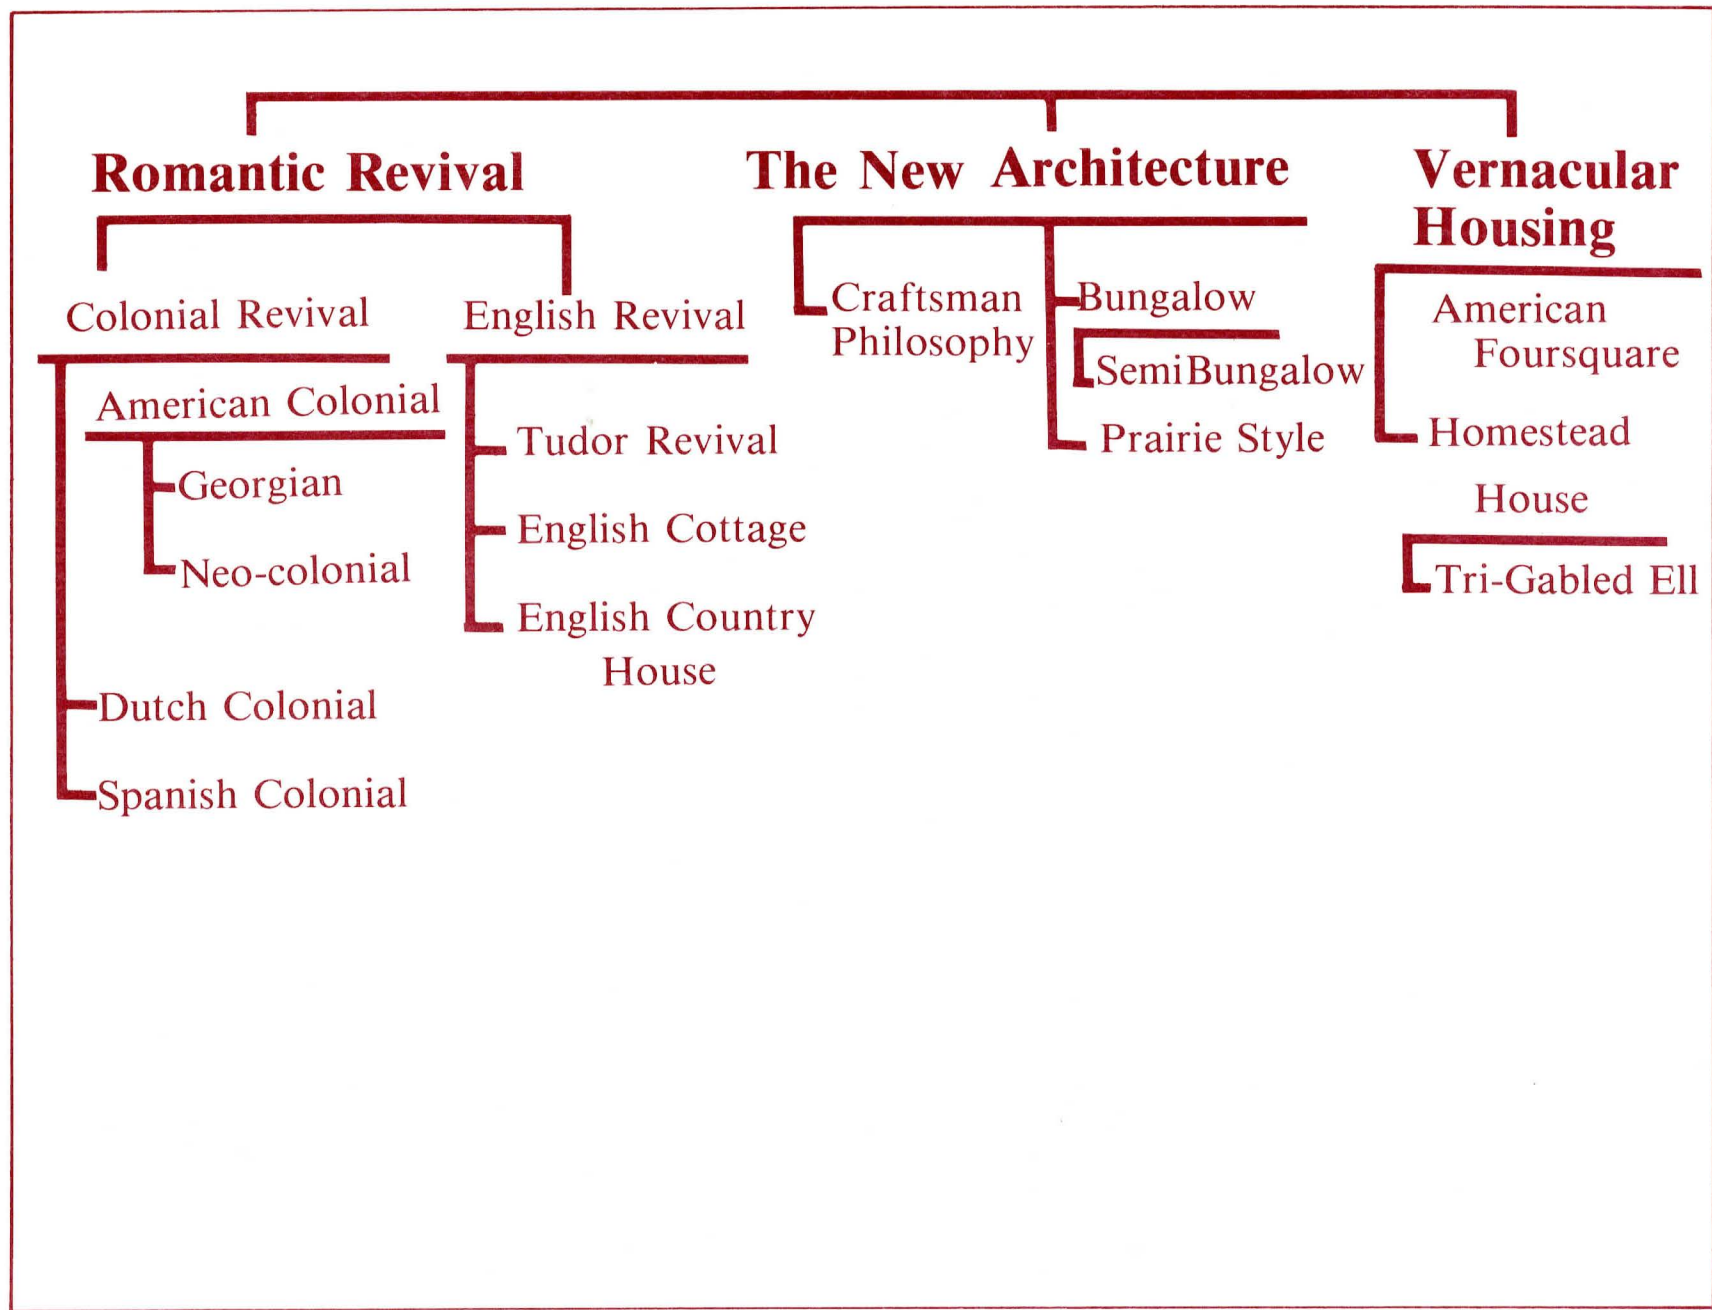 Romantic Revival
Colonial Revival
American Colonial
Georgian
Neo-colonial
Dutch Colonial
Spanish Colonial
English Revival
Tudor Revival
English Cottage
English Country
House
The New Architecture
Craftsman
Philosophy
Bungalow
SemiBungalow
Prairie Style
Vernacular
Housing
American
Foursquare
Homestead
House
Tri-Gabled Ell